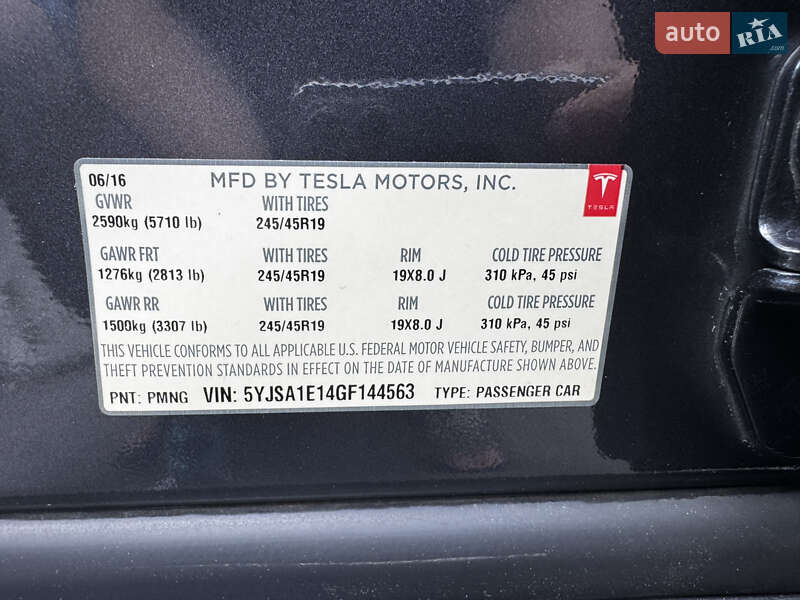 auto RIA.com
06/16 MFD BY TESLA MOTORS, INC.
GVWR WITH TIRES
2590kg (5710 lb) 245/45R19
TESLA
GAWR FRT WITH TIRES RIM COLD TIRE PRESSURE
1276kg (2813 lb) 245/45R19 19X8.0 J 310 kPa, 45 psi
GAWR RR WITH TIRES RIM COLD TIRE PRESSURE
1500kg (3307 lb) 245/45R19 19X8.0 J 310 kPa, 45 psi
THIS VEHICLE CONFORMS TO ALL APPLICABLE U.S. FEDERAL MOTOR VEHICLE SAFETY, BUMPER, AND
THEFT PREVENTION STANDARDS IN EFFECT ON THE DATE OF MANUFACTURE SHOWN ABOVE.
PNT: PMNG VIN: 5YJSA1E14GF144563 TYPE: PASSENGER CAR